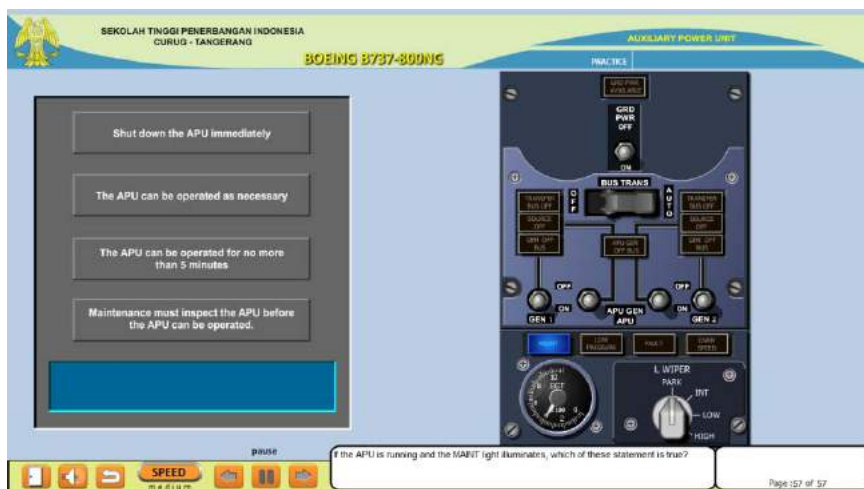 SEKOLAH TINGGI PENERBANGAN INDONESIA
CURUG - TANGERANG
BOEING B737-800NG
AUXILIARY POWER UNIT
PRACTICE
Shut down the APU immediately
The APU can be operated as necessary
The APU can be operated for no more
than 5 minutes
Maintenance must inspect the APU before
the APU can be operated.
GRD PWR
AVAILABLE
GRD
PWR
OFF
ON
BUS TRANS
OFF
AUTO
TRANSFER
BUS OFF
SOURCE
OFF
GEN OFF
BUS
APU GEN
OFF BUS
TRANSFER
BUS OFF
SOURCE
OFF
GEN OFF
BUS
OFF
ON
GEN 1
APU GEN
APU
OFF
ON
GEN 2
MAINT
LOW
FAULT
OVER
SPEED
EGT
L WIPER
PARK
INT
LOW
HIGH
pause
SPEED
If the APU is running and the MAINT light illuminates, which of these statement is true?
Page :57 of 57